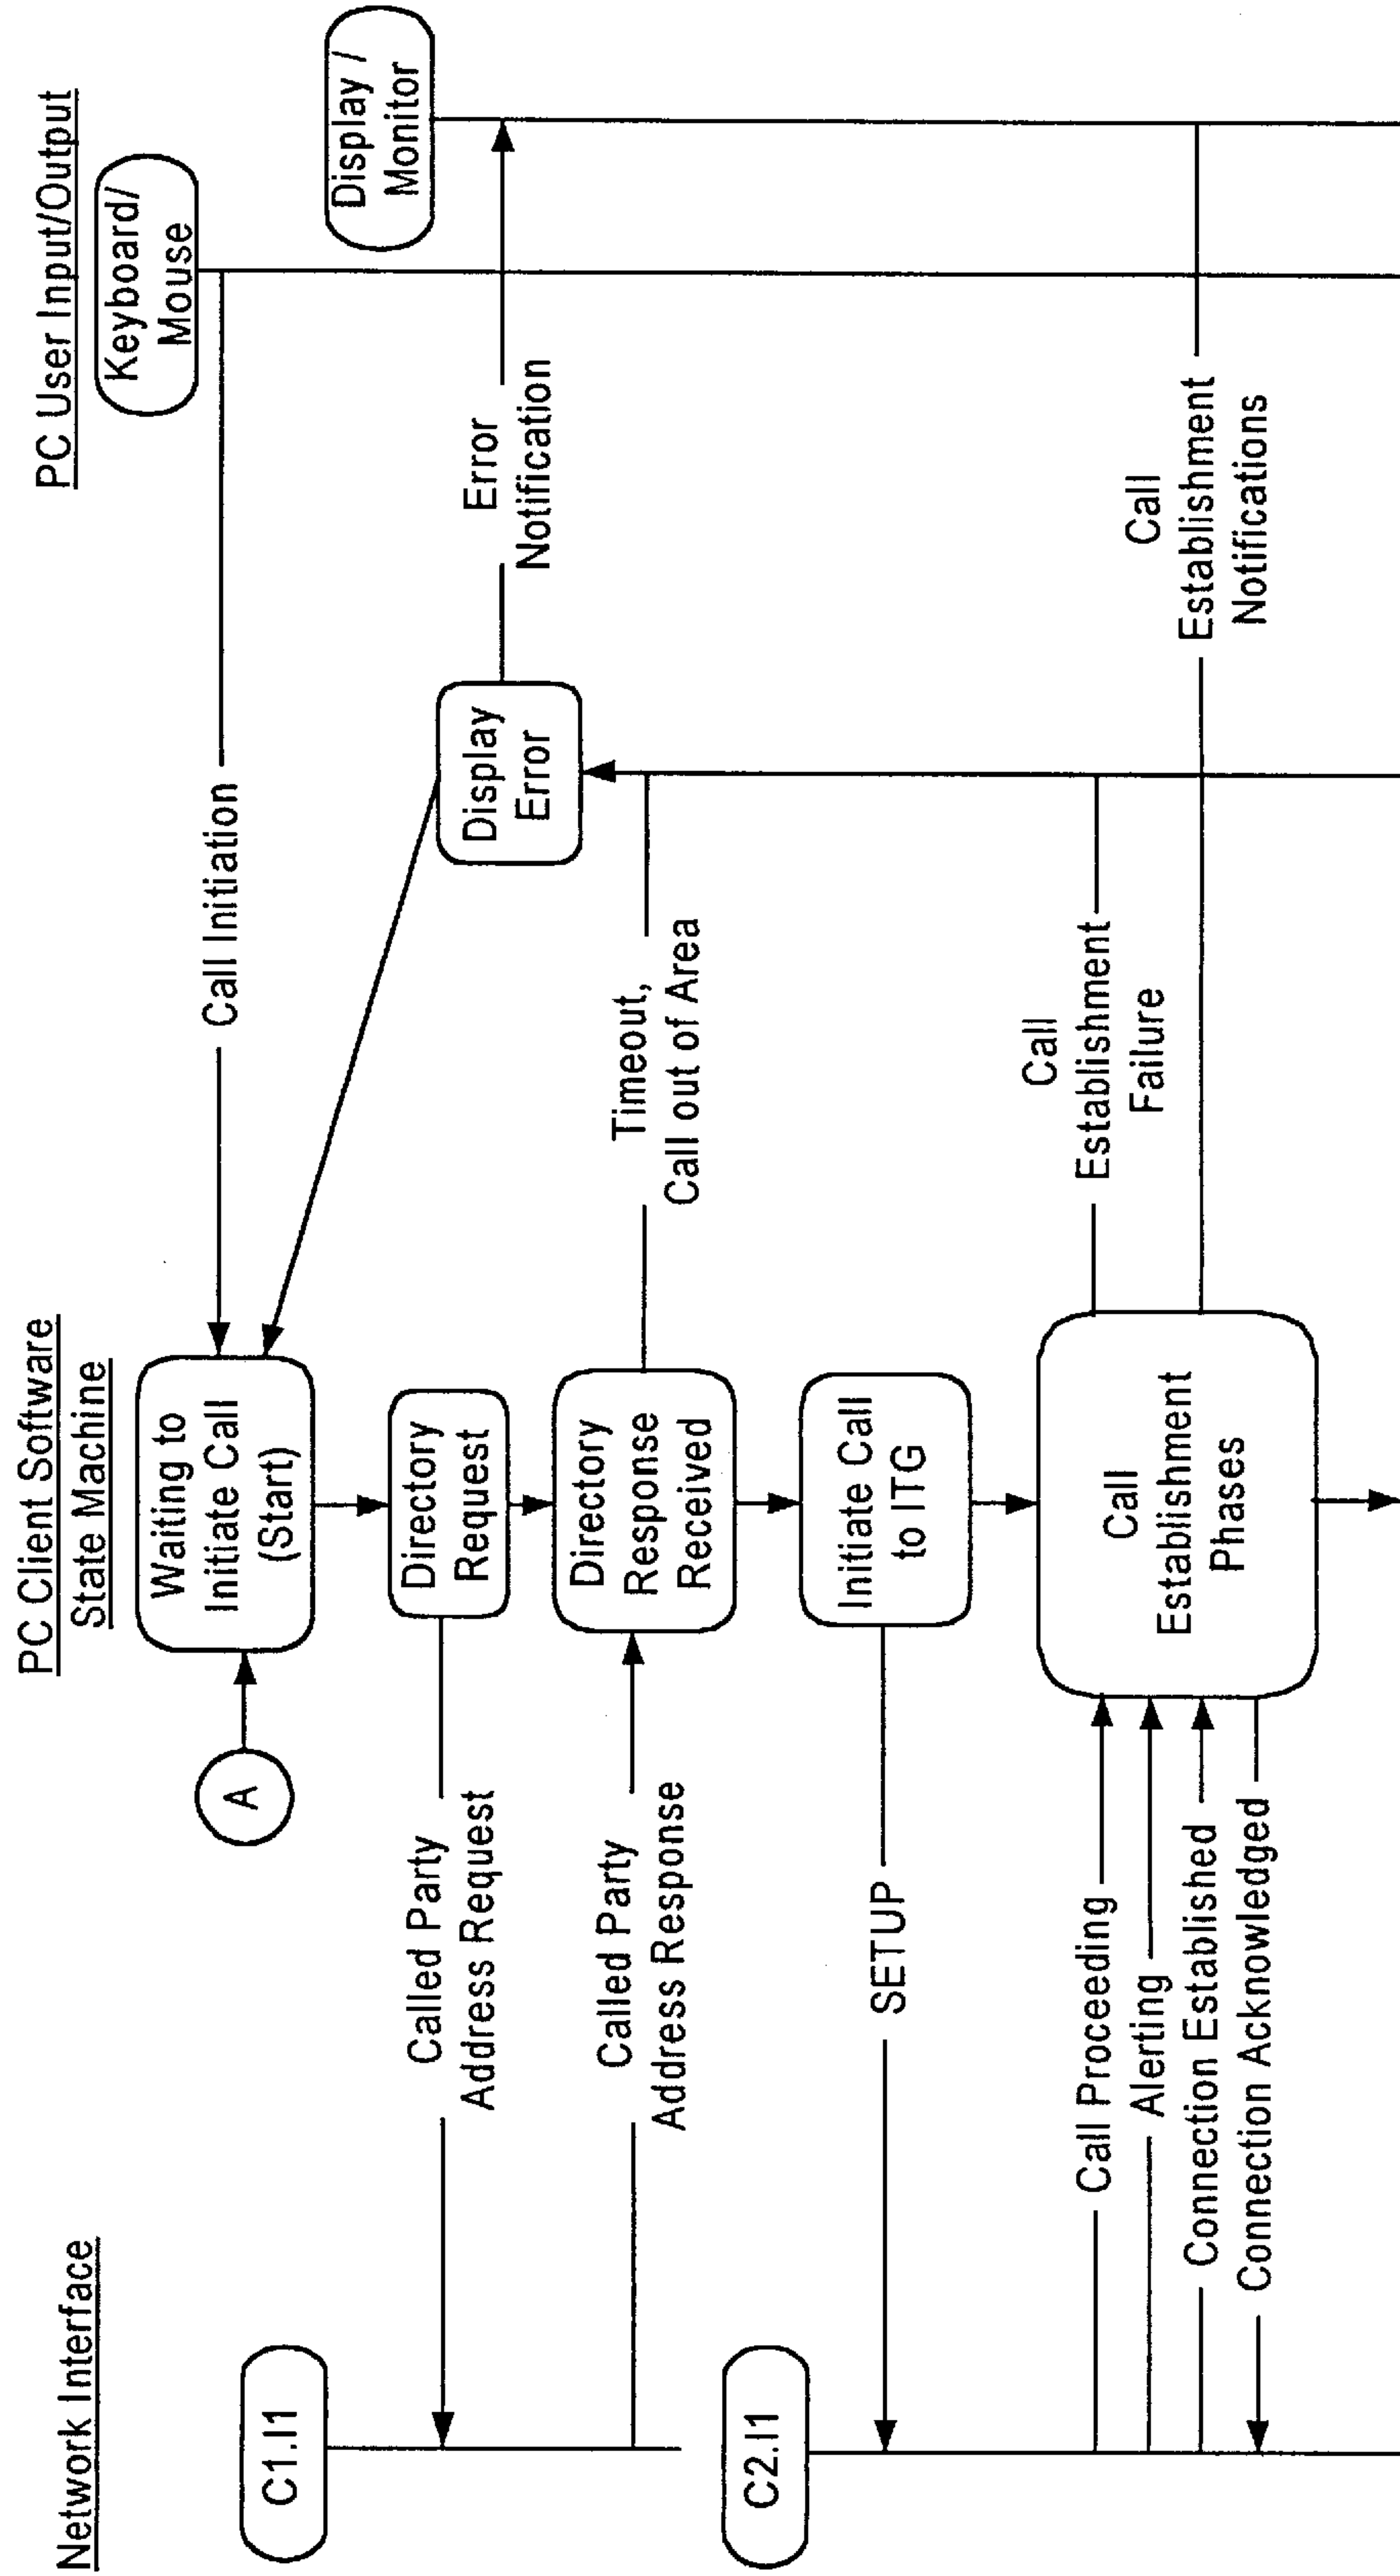 Network Interface
PC Client Software
State Machine
PC User Input/Output
Keyboard/
Mouse
Display /
Monitor
C1.I1
A
Waiting to
Initiate Call
(Start)
Call Initiation
Called Party
Address Request
Directory
Request
Display
Error
Error
Notification
Called Party
Address Response
Directory
Response
Received
Timeout,
Call out of Area
C2.I1
SETUP
Initiate Call
to ITG
Call Proceeding
Alerting
Connection Established
Connection Acknowledged
Call
Establishment
Phases
Call
Establishment
Failure
Call
Establishment
Notifications